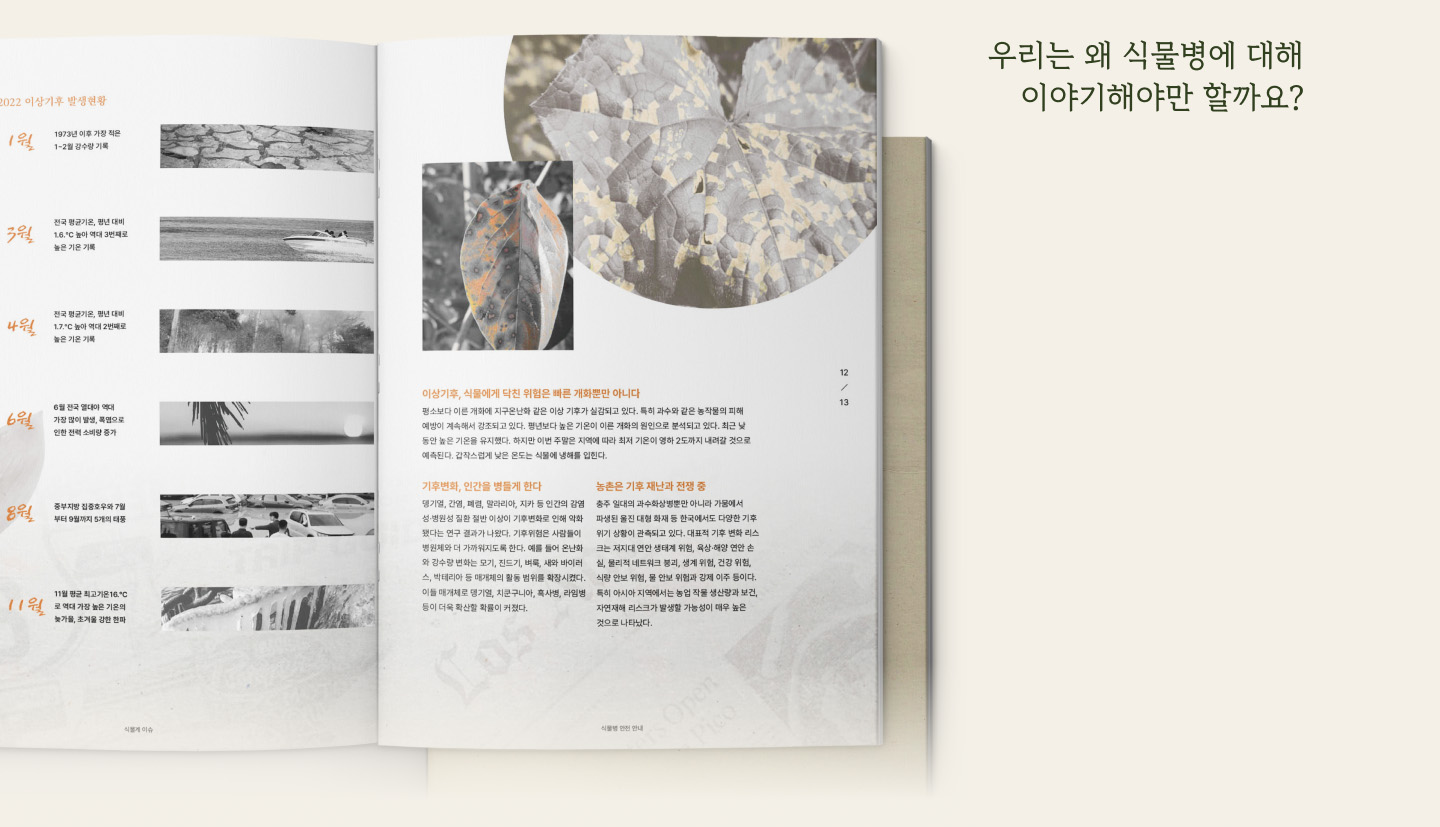 우리는 왜 식물병에 대해
이야기해야만 할까요?
2022 이상기후 발생현황
1월
1973년 이후 가장 적은
1~2월 강수량 기록
3월
전국 평균기온, 평년 대비
1.6.°C 높아 역대 3번째로
높은 기온 기록
4월
전국 평균기온, 평년 대비
1.7.°C 높아 역대 2번째로
높은 기온 기록
6월
6월 전국 열대야 역대
가장 많이 발생, 폭염으로
인한 전력 소비량 증가
8월
중부지방 집중호우와 7월
부터 9월까지 5개의 태풍
11월
11월 평균 최고기온16.°C
로 역대 가장 높은 기온의
늦가을, 초겨울 강한 한파
식물계 이슈
12
/
13
이상기후, 식물에게 닥친 위험은 빠른 개화뿐만 아니다
평소보다 이른 개화에 지구온난화 같은 이상 기후가 실감되고 있다. 특히 과수와 같은 농작물의 피해
예방이 계속해서 강조되고 있다. 평년보다 높은 기온이 이른 개화의 원인으로 분석되고 있다. 최근 낮
동안 높은 기온을 유지했다. 하지만 이번 주말은 지역에 따라 최저 기온이 영하 2도까지 내려갈 것으로
예측된다. 갑작스럽게 낮은 온도는 식물에 냉해를 입힌다.
기후변화, 인간을 병들게 한다
뎅기열, 간염, 폐렴, 말라리아, 지카 등 인간의 감염
성·병원성 질환 절반 이상이 기후변화로 인해 악화
됐다는 연구 결과가 나왔다. 기후위험은 사람들이
병원체와 더 가까워지도록 한다. 예를 들어 온난화
와 강수량 변화는 모기, 진드기, 벼룩, 새와 바이러
스, 박테리아 등 매개체의 활동 범위를 확장시켰다.
이들 매개체로 뎅기열, 치쿤구니아, 흑사병, 라임병
등이 더욱 확산할 확률이 커졌다.
농촌은 기후 재난과 전쟁 중
충주 일대의 과수화상병뿐만 아니라 가뭄에서
파생된 울진 대형 화재 등 한국에서도 다양한 기후
위기 상황이 관측되고 있다. 대표적 기후 변화 리스
크는 저지대 연안 생태계 위험, 육상·해양 연안 손
실, 물리적 네트워크 붕괴, 생계 위험, 건강 위험,
식량 안보 위험, 물 안보 위험과 강제 이주 등이다.
특히 아시아 지역에서는 농업 작물 생산량과 보건,
자연재해 리스크가 발생할 가능성이 매우 높은
것으로 나타났다.
Open
식물병 안전 안내